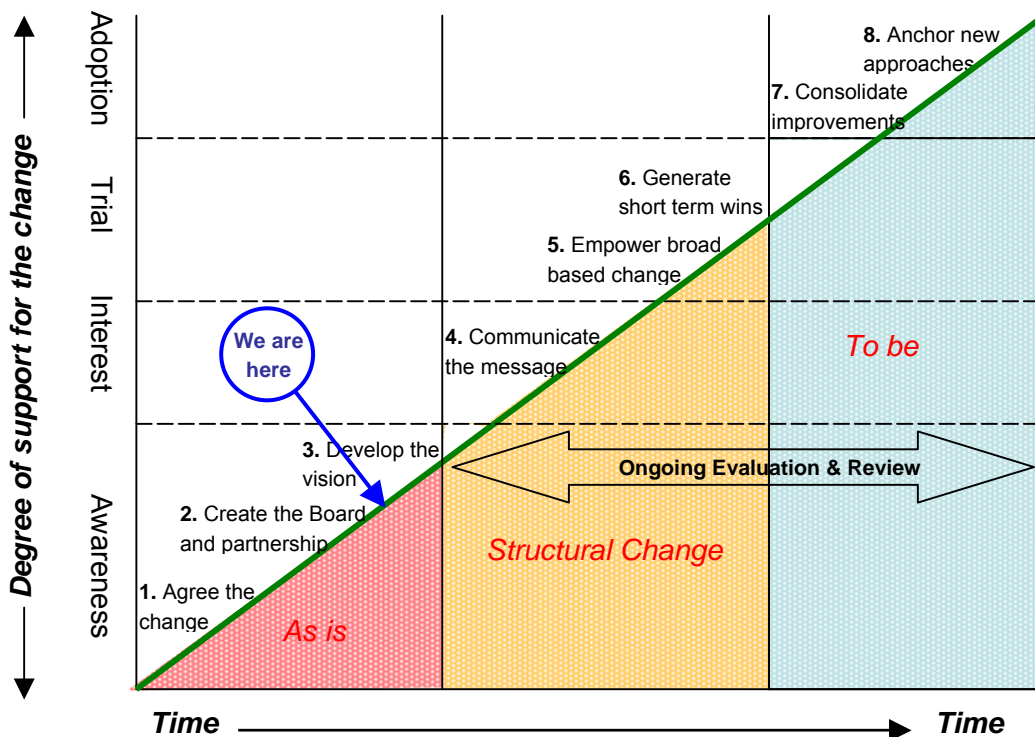 Degree of support for the change
Adoption
Trial
Interest
Awareness
8. Anchor new
approaches
7. Consolidate
improvements
6. Generate
short term wins
5. Empower broad
based change
4. Communicate
the message
We are
here
3. Develop the
vision
2. Create the Board
and partnership
1. Agree the
change
To be
Ongoing Evaluation & Review
Structural Change
As is
Time
Time